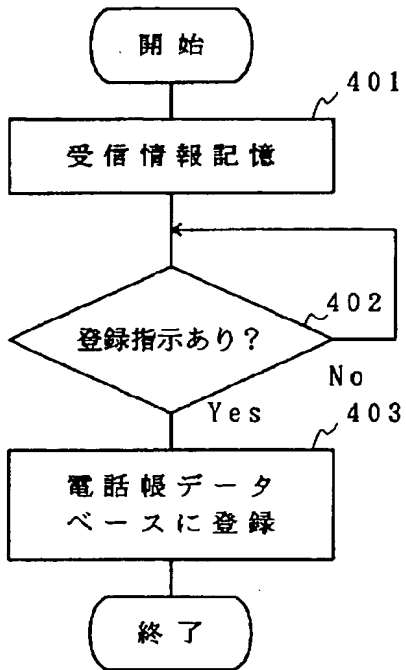 開始
401
受信情報記憶
402
登録指示あり？
No
Yes
403
電話帳データ
ベースに登録
終了